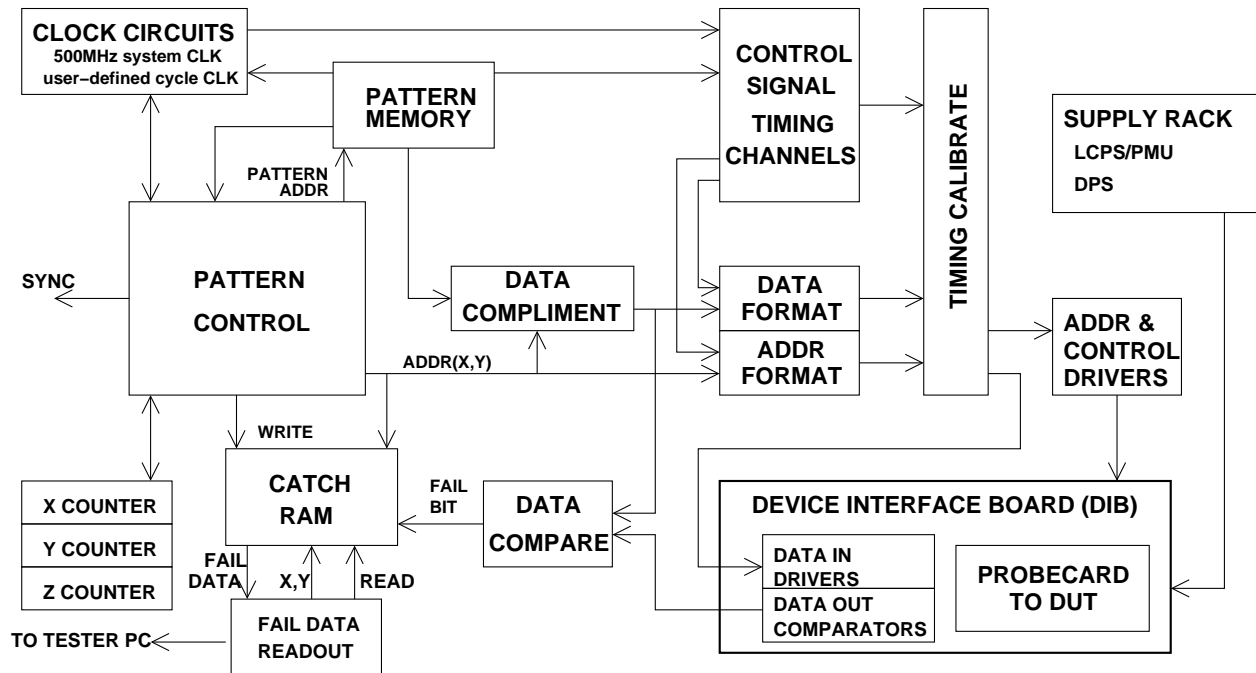 CLOCK CIRCUITS
500MHz system CLK
user-defined cycle CLK
PATTERN
MEMORY
CONTROL
SIGNAL
TIMING
CHANNELS
TIMING CALIBRATE
SUPPLY RACK
LCPS/PMU
DPS
PATTERN
ADDR
SYNC
PATTERN
CONTROL
DATA
COMPLIMENT
DATA
FORMAT
ADDR
FORMAT
ADDR &
CONTROL
DRIVERS
ADDR(X,Y)
WRITE
X COUNTER
Y COUNTER
Z COUNTER
CATCH
RAM
FAIL
BIT
DATA
COMPARE
DEVICE INTERFACE BOARD (DIB)
DATA IN
DRIVERS
DATA OUT
COMPARATORS
PROBECARD
TO DUT
FAIL
DATA
X,Y
READ
TO TESTER PC
FAIL DATA
READOUT